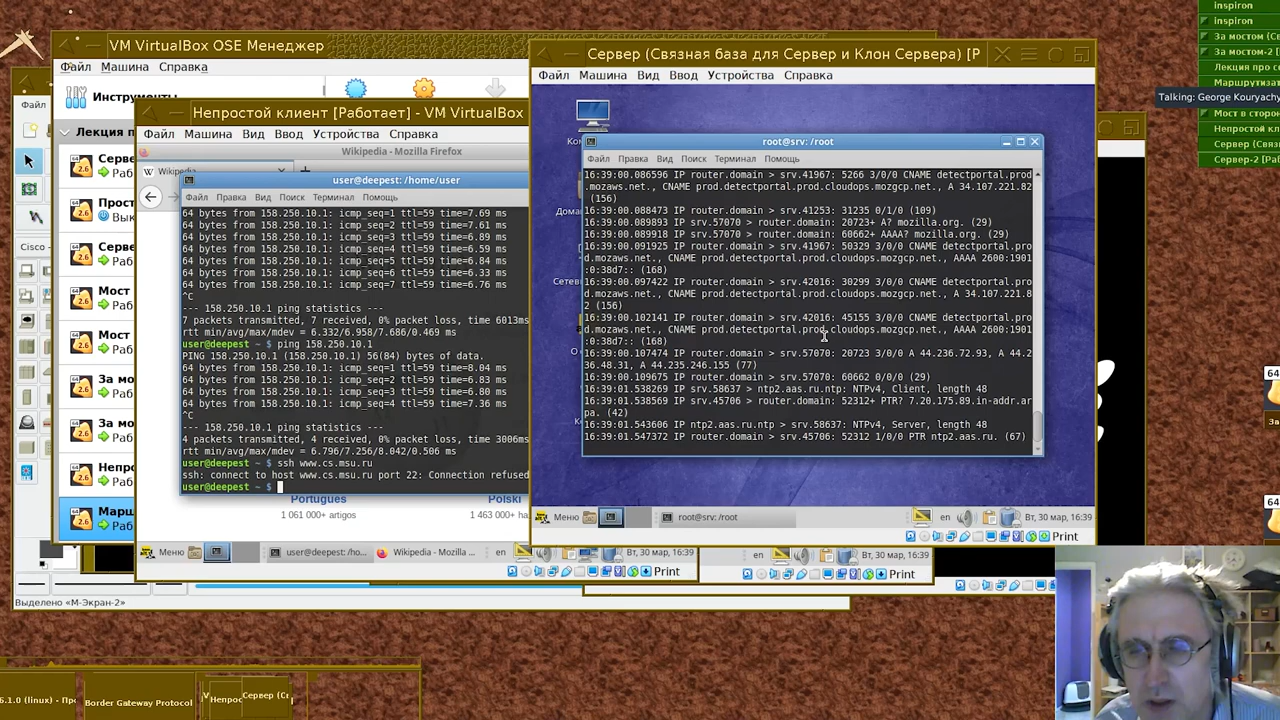 VM VirtualBox OSE Менеджер
Файл Машина Справка
Инструменты
Лекция п
Файл
Cisco
Выделено «M-Экран-2»
Непростой клиент [Работает] - VM VirtualBox
Файл Машина Вид Ввод Устройства Справка
Wikipedia - Mozilla Firefox
Wikipedia
user@deepest: /home/user
Файл Правка Вид Поиск Терминал Помощь
64 bytes from 158.250.10.1: icmp_seq=1 ttl=59 time=7.69 ms
64 bytes from 158.250.10.1: icmp_seq=2 ttl=59 time=7.61 ms
64 bytes from 158.250.10.1: icmp_seq=3 ttl=59 time=6.89 ms
64 bytes from 158.250.10.1: icmp_seq=4 ttl=59 time=6.59 ms
64 bytes from 158.250.10.1: icmp_seq=5 ttl=59 time=6.84 ms
64 bytes from 158.250.10.1: icmp_seq=6 ttl=59 time=6.33 ms
64 bytes from 158.250.10.1: icmp_seq=7 ttl=59 time=6.76 ms
^C
--- 158.250.10.1 ping statistics ---
7 packets transmitted, 7 received, 0% packet loss, time 6013ms
rtt min/avg/max/mdev = 6.332/6.958/7.686/0.469 ms
user@deepest ~ $ ping 158.250.10.1
PING 158.250.10.1 (158.250.10.1) 56(84) bytes of data.
64 bytes from 158.250.10.1: icmp_seq=1 ttl=59 time=8.04 ms
64 bytes from 158.250.10.1: icmp_seq=2 ttl=59 time=6.83 ms
64 bytes from 158.250.10.1: icmp_seq=3 ttl=59 time=6.80 ms
64 bytes from 158.250.10.1: icmp_seq=4 ttl=59 time=7.36 ms
^C
--- 158.250.10.1 ping statistics ---
4 packets transmitted, 4 received, 0% packet loss, time 3006ms
rtt min/avg/max/mdev = 6.796/7.256/8.042/0.506 ms
user@deepest ~ $ ssh www.cs.msu.ru
ssh: connect to host www.cs.msu.ru port 22: Connection refused
user@deepest ~ $
Português Polski
1 061 000+ artigos 1 463 000+
Меню user@deepest: /ho... Wikipedia - Mozilla ... en Вт, 30 мар, 16:39
Print
en Вт, 30 мар, 16:39
Print
Сервер (Связная база для Сервер и Клон Сервера) [Р
Файл Машина Вид Ввод Устройства Справка
root@srv: /root
Файл Правка Вид Поиск Терминал Помощь
16:39:00.086596 IP router.domain > srv.41967: 5266 3/0/0 CNAME detectportal.prod
.mozaws.net., CNAME prod.detectportal.prod.cloudops.mozgcp.net., A 34.107.221.82
(156)
16:39:00.088473 IP router.domain > srv.41253: 31235 0/1/0 (109)
16:39:00.089893 IP srv.57070 > router.domain: 20723+ A? mozilla.org. (29)
16:39:00.089918 IP srv.57070 > router.domain: 60662+ AAAA? mozilla.org. (29)
16:39:00.091925 IP router.domain > srv.41967: 50329 3/0/0 CNAME detectportal.pro
d.mozaws.net., CNAME prod.detectportal.prod.cloudops.mozgcp.net., AAAA 2600:1901
:0:38d7:: (168)
16:39:00.097422 IP router.domain > srv.42016: 30299 3/0/0 CNAME detectportal.pro
d.mozaws.net., CNAME prod.detectportal.prod.cloudops.mozgcp.net., A 34.107.221.8
2 (156)
16:39:00.102141 IP router.domain > srv.42016: 45155 3/0/0 CNAME detectportal.pro
d.mozaws.net., CNAME prod.detectportal.prod.cloudops.mozgcp.net., AAAA 2600:1901
:0:38d7:: (168)
16:39:00.107474 IP router.domain > srv.57070: 20723 3/0/0 A 44.236.72.93, A 44.2
36.48.31, A 44.235.246.155 (77)
16:39:00.109675 IP router.domain > srv.57070: 60662 0/0/0 (29)
16:39:01.538269 IP srv.58637 > ntp2.aas.ru.ntp: NTPv4, Client, length 48
16:39:01.538569 IP srv.45706 > router.domain: 52312+ PTR? 7.20.175.89.in-addr.ar
pa. (42)
16:39:01.543606 IP ntp2.aas.ru.ntp > srv.58637: NTPv4, Server, length 48
16:39:01.547372 IP router.domain > srv.45706: 52312 1/0/0 PTR ntp2.aas.ru. (67)
Меню root@srv: /root en Вт, 30 мар, 16:39
Print
inspiron
inspiron
За мостом (Св
За мостом-2 [
Лекция про се
Маршрутизат
Talking: George Kouryachy
Мост в сторон
Непростой кли
Сервер (Связн
Сервер-2 [Ра
6.1.0 (linux) - Про
Border Gateway Protocol
Непрос
Сервер (С